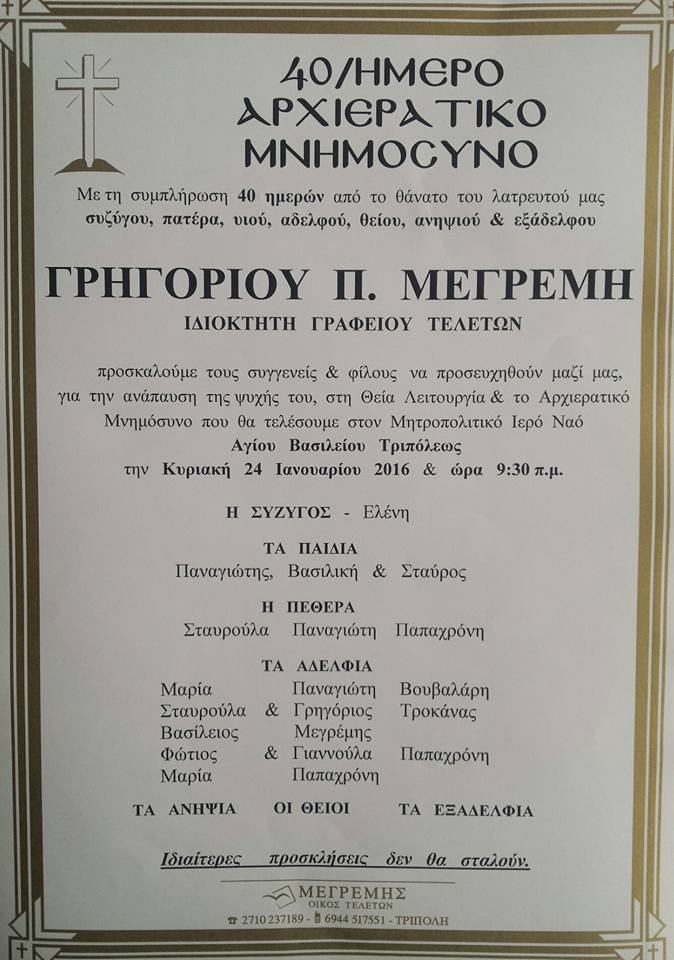 40/ΗΜΕΡΟ
ΑΡΧΙΕΡΑΤΙΚΟ
ΜΝΗΜΟΣΥΝΟ
Με τη συμπλήρωση 40 ημερών από το θάνατο του λατρευτού μας
συζύγου, πατέρα, υιού, αδελφού, θείου, ανηψιού & εξάδελφου
ΓΡΗΓΟΡΙΟΥ Π. ΜΕΓΡΕΜΗ
ΙΔΙΟΚΤΗΤΗ ΓΡΑΦΕΙΟΥ ΤΕΛΕΤΩΝ
προσκαλούμε τους συγγενείς & φίλους να προσευχηθούν μαζί μας,
για την ανάπαυση της ψυχής του, στη Θεία Λειτουργία & το Αρχιερατικό
Μνημόσυνο που θα τελέσουμε στον Μητροπολιτικό Ιερό Ναό
Αγίου Βασιλείου Τριπόλεως
την Κυριακή 24 Ιανουαρίου 2016 & ώρα 9:30 π.μ.
Η ΣΥΖΥΓΟΣ - Ελένη
ΤΑ ΠΑΙΔΙΑ
Παναγιώτης, Βασιλική & Σταύρος
Η ΠΕΘΕΡΑ
Σταυρούλα Παναγιώτη Παπαχρόνη
ΤΑ ΑΔΕΛΦΙΑ
Μαρία Παναγιώτη Βουβαλάρη
Σταυρούλα & Γρηγόριος Τροκάνας
Βασίλειος Μεγρέμης
Φώτιος & Γιαννούλα Παπαχρόνη
Μαρία Παπαχρόνη
ΤΑ ΑΝΗΨΙΑ ΟΙ ΘΕΙΟΙ ΤΑ ΕΞΑΔΕΛΦΙΑ
Ιδιαίτερες προσκλήσεις δεν θα σταλούν.
ΜΕΓΡΕΜΗΣ
ΟΙΚΟΣ ΤΕΛΕΤΩΝ
☎ 2710 237189 - 📱 6944 517551 - ΤΡΙΠΟΛΗ